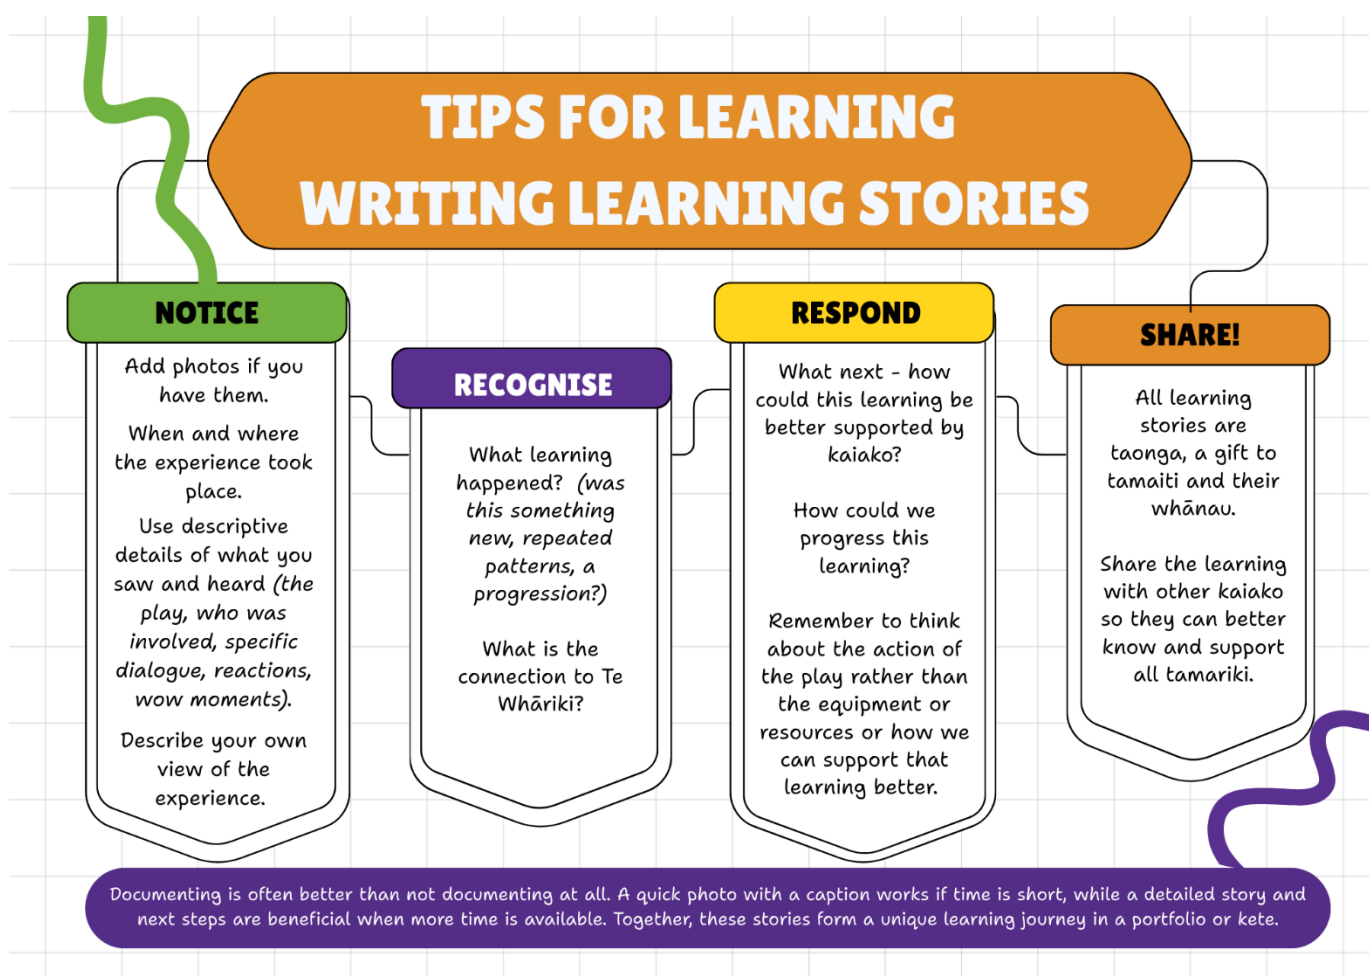 TIPS FOR LEARNING
WRITING LEARNING STORIES
NOTICE
Add photos if you
have them.
When and where
the experience took
place.
Use descriptive
details of what you
saw and heard (the
play, who was
involved, specific
dialogue, reactions,
wow moments).
Describe your own
view of the
experience.
RECOGNISE
What learning
happened? (was
this something
new, repeated
patterns, a
progression?)
What is the
connection to Te
Whāriki?
RESPOND
What next - how
could this learning be
better supported by
kaiako?
How could we
progress this
learning?
Remember to think
about the action of
the play rather than
the equipment or
resources or how we
can support that
learning better.
SHARE!
All learning
stories are
taonga, a gift to
tamaiti and their
whānau.
Share the learning
with other kaiako
so they can better
know and support
all tamariki.
Documenting is often better than not documenting at all. A quick photo with a caption works if time is short, while a detailed story and
next steps are beneficial when more time is available. Together, these stories form a unique learning journey in a portfolio or kete.